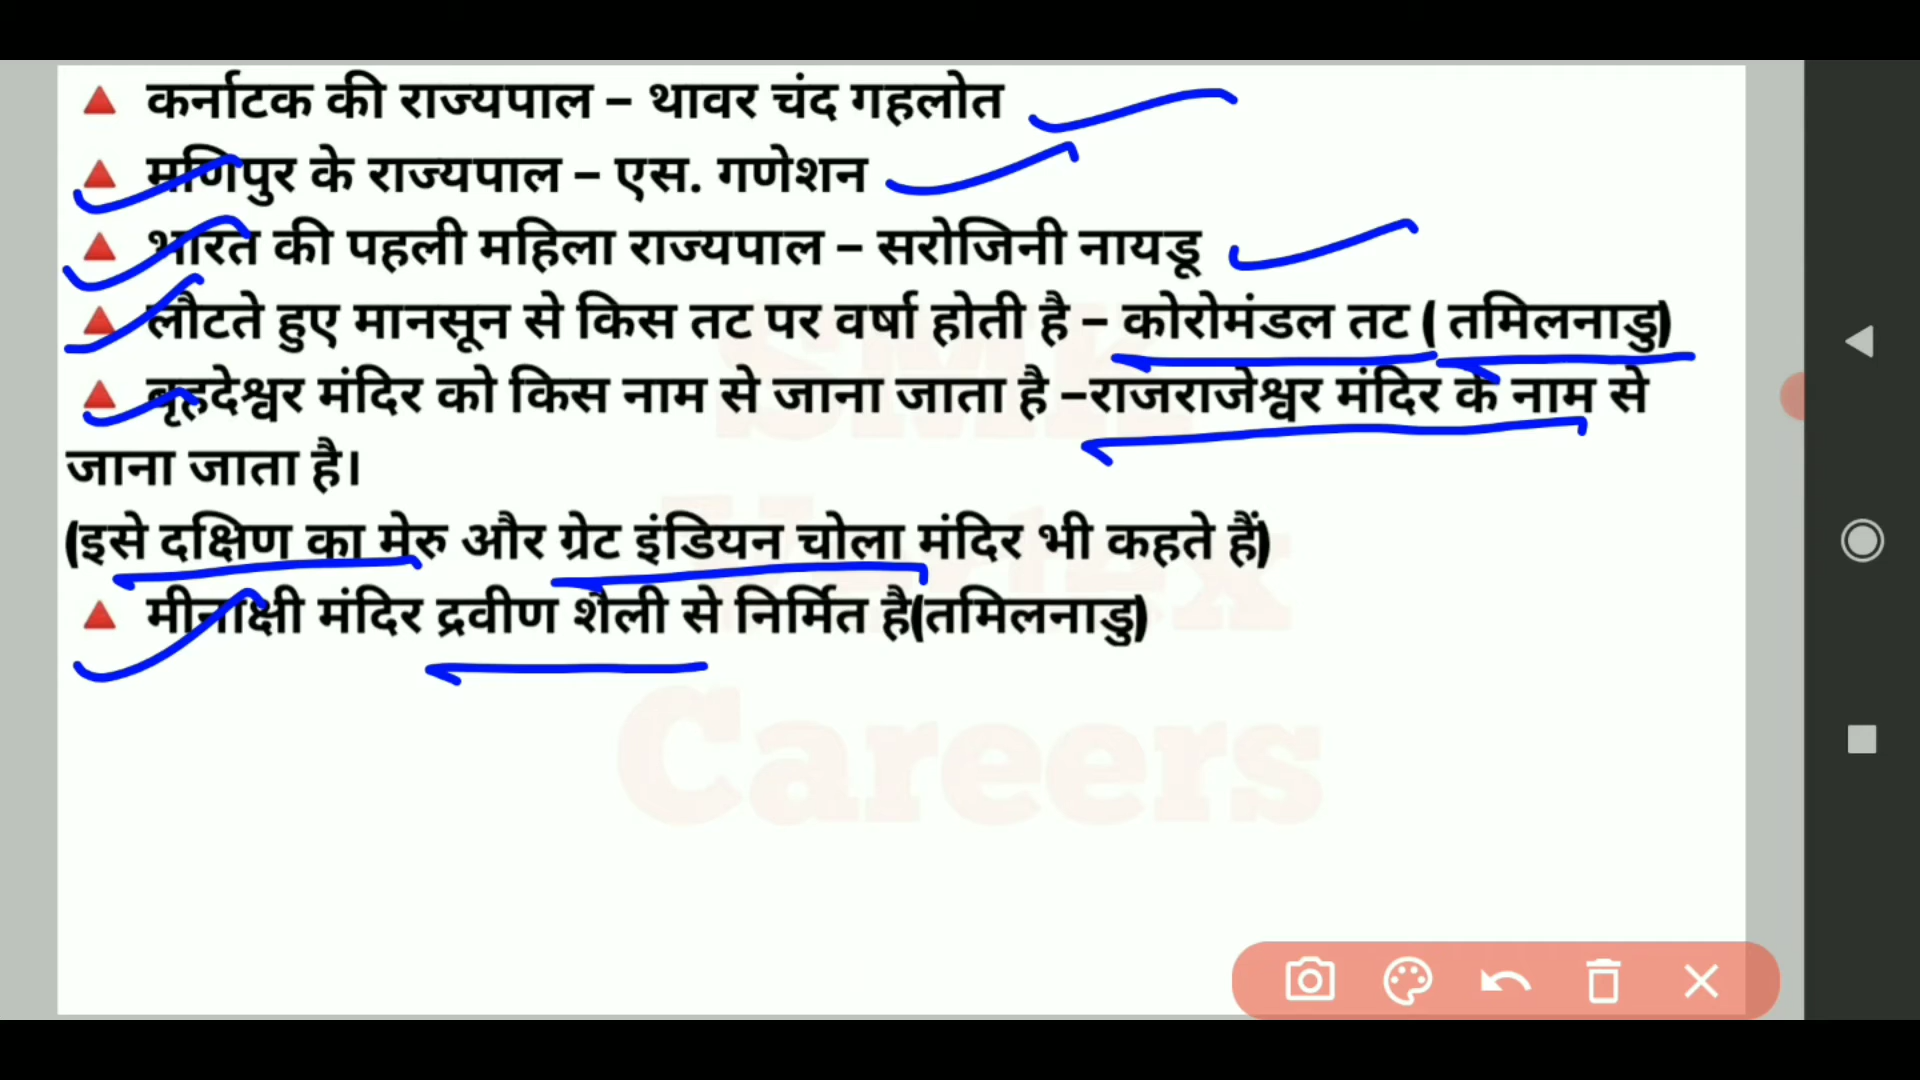 🔺 कर्नाटक की राज्यपाल – थावर चंद गहलोत
🔺 मणिपुर के राज्यपाल – एस. गणेशन
🔺 भारत की पहली महिला राज्यपाल – सरोजिनी नायडू
🔺 लौटते हुए मानसून से किस तट पर वर्षा होती है – कोरोमंडल तट ( तमिलनाडु)
🔺 बृहदेश्वर मंदिर को किस नाम से जाना जाता है –राजराजेश्वर मंदिर के नाम से
जाना जाता है।
(इसे दक्षिण का मेरु और ग्रेट इंडियन चोला मंदिर भी कहते हैं)
🔺 मीनाक्षी मंदिर द्रवीण शैली से निर्मित है(तमिलनाडु)
Careers